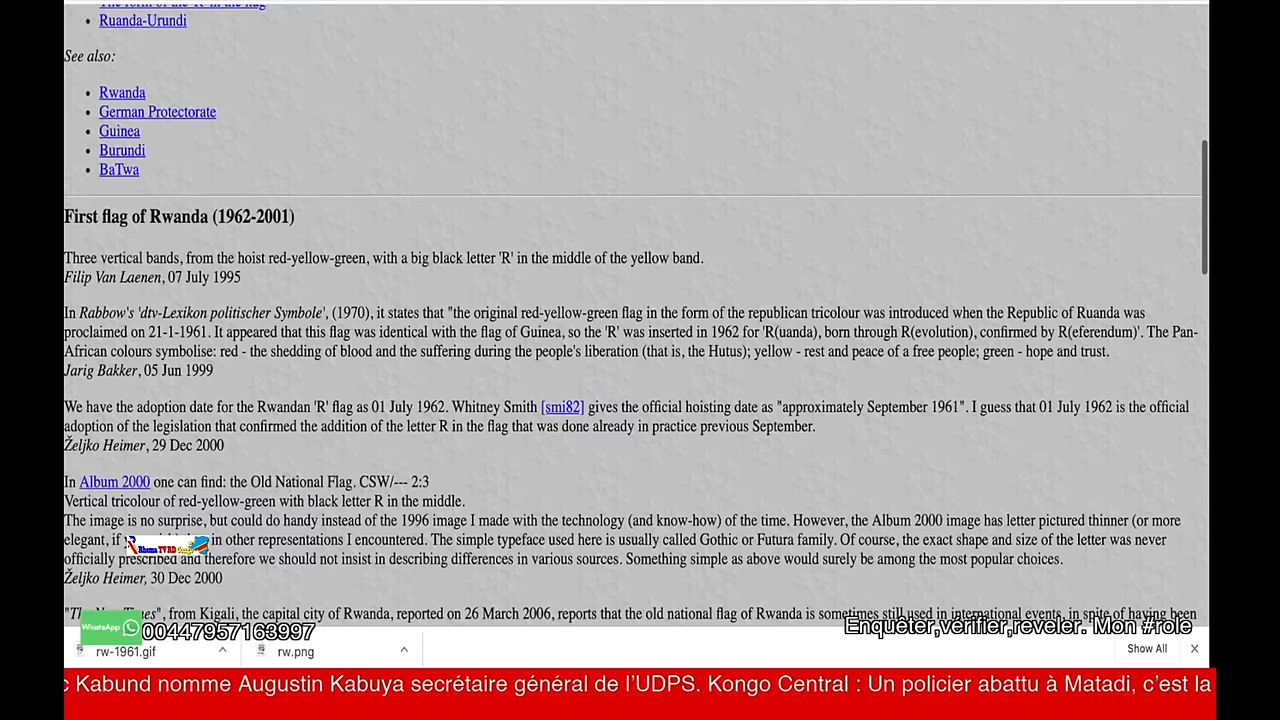 The form of the 'R' in the flag
Ruanda-Urundi
See also:
Rwanda
German Protectorate
Guinea
Burundi
BaTwa
First flag of Rwanda (1962-2001)
Three vertical bands, from the hoist red-yellow-green, with a big black letter 'R' in the middle of the yellow band.
Filip Van Laenen, 07 July 1995
In Rabbow's 'dtv-Lexikon politischer Symbole', (1970), it states that "the original red-yellow-green flag in the form of the republican tricolour was introduced when the Republic of Ruanda was
proclaimed on 21-1-1961. It appeared that this flag was identical with the flag of Guinea, so the 'R' was inserted in 1962 for 'R(uanda), born through R(evolution), confirmed by R(eferendum)'. The Pan-
African colours symbolise: red - the shedding of blood and the suffering during the people's liberation (that is, the Hutus); yellow - rest and peace of a free people; green - hope and trust.
Jarig Bakker, 05 Jun 1999
We have the adoption date for the Rwandan 'R' flag as 01 July 1962. Whitney Smith [smi82] gives the official hoisting date as "approximately September 1961". I guess that 01 July 1962 is the official
adoption of the legislation that confirmed the addition of the letter R in the flag that was done already in practice previous September.
Željko Heimer, 29 Dec 2000
In Album 2000 one can find: the Old National Flag. CSW/--- 2:3
Vertical tricolour of red-yellow-green with black letter R in the middle.
The image is no surprise, but could do handy instead of the 1996 image I made with the technology (and know-how) of the time. However, the Album 2000 image has letter pictured thinner (or more
elegant, if in other representations I encountered. The simple typeface used here is usually called Gothic or Futura family. Of course, the exact shape and size of the letter was never
Rhema TV RD Congo
officially prescribed and therefore we should not insist in describing differences in various sources. Something simple as above would surely be among the most popular choices.
Željko Heimer, 30 Dec 2000
from Kigali, the capital city of Rwanda, reported on 26 March 2006, reports that the old national flag of Rwanda is sometimes still used in international events, in spite of having been
WhatsApp 00447957163997
Enquêter,vérifier,révéler. Mon #rôle
rw-1961.gif
rw.png
Show All
c Kabund nomme Augustin Kabuya secrétaire général de l'UDPS. Kongo Central : Un policier abattu à Matadi, c'est la